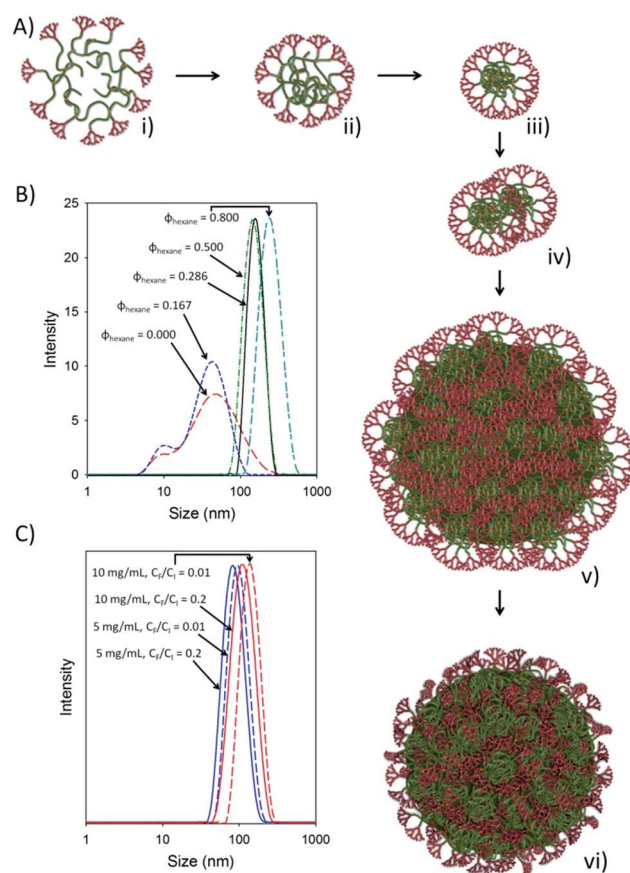 A)
i)
ii)
iii)
iv)
v)
vi)
B)
25
20
15
10
5
0
Intensity
ϕhexane = 0.800
ϕhexane = 0.500
ϕhexane = 0.286
ϕhexane = 0.167
ϕhexane = 0.000
1 10 100 1000
Size (nm)
C)
10 mg/mL, CF/CI = 0.01
10 mg/mL, CF/CI = 0.2
5 mg/mL, CF/CI = 0.01
5 mg/mL, CF/CI = 0.2
Intensity
1 10 100 1000
Size (nm)